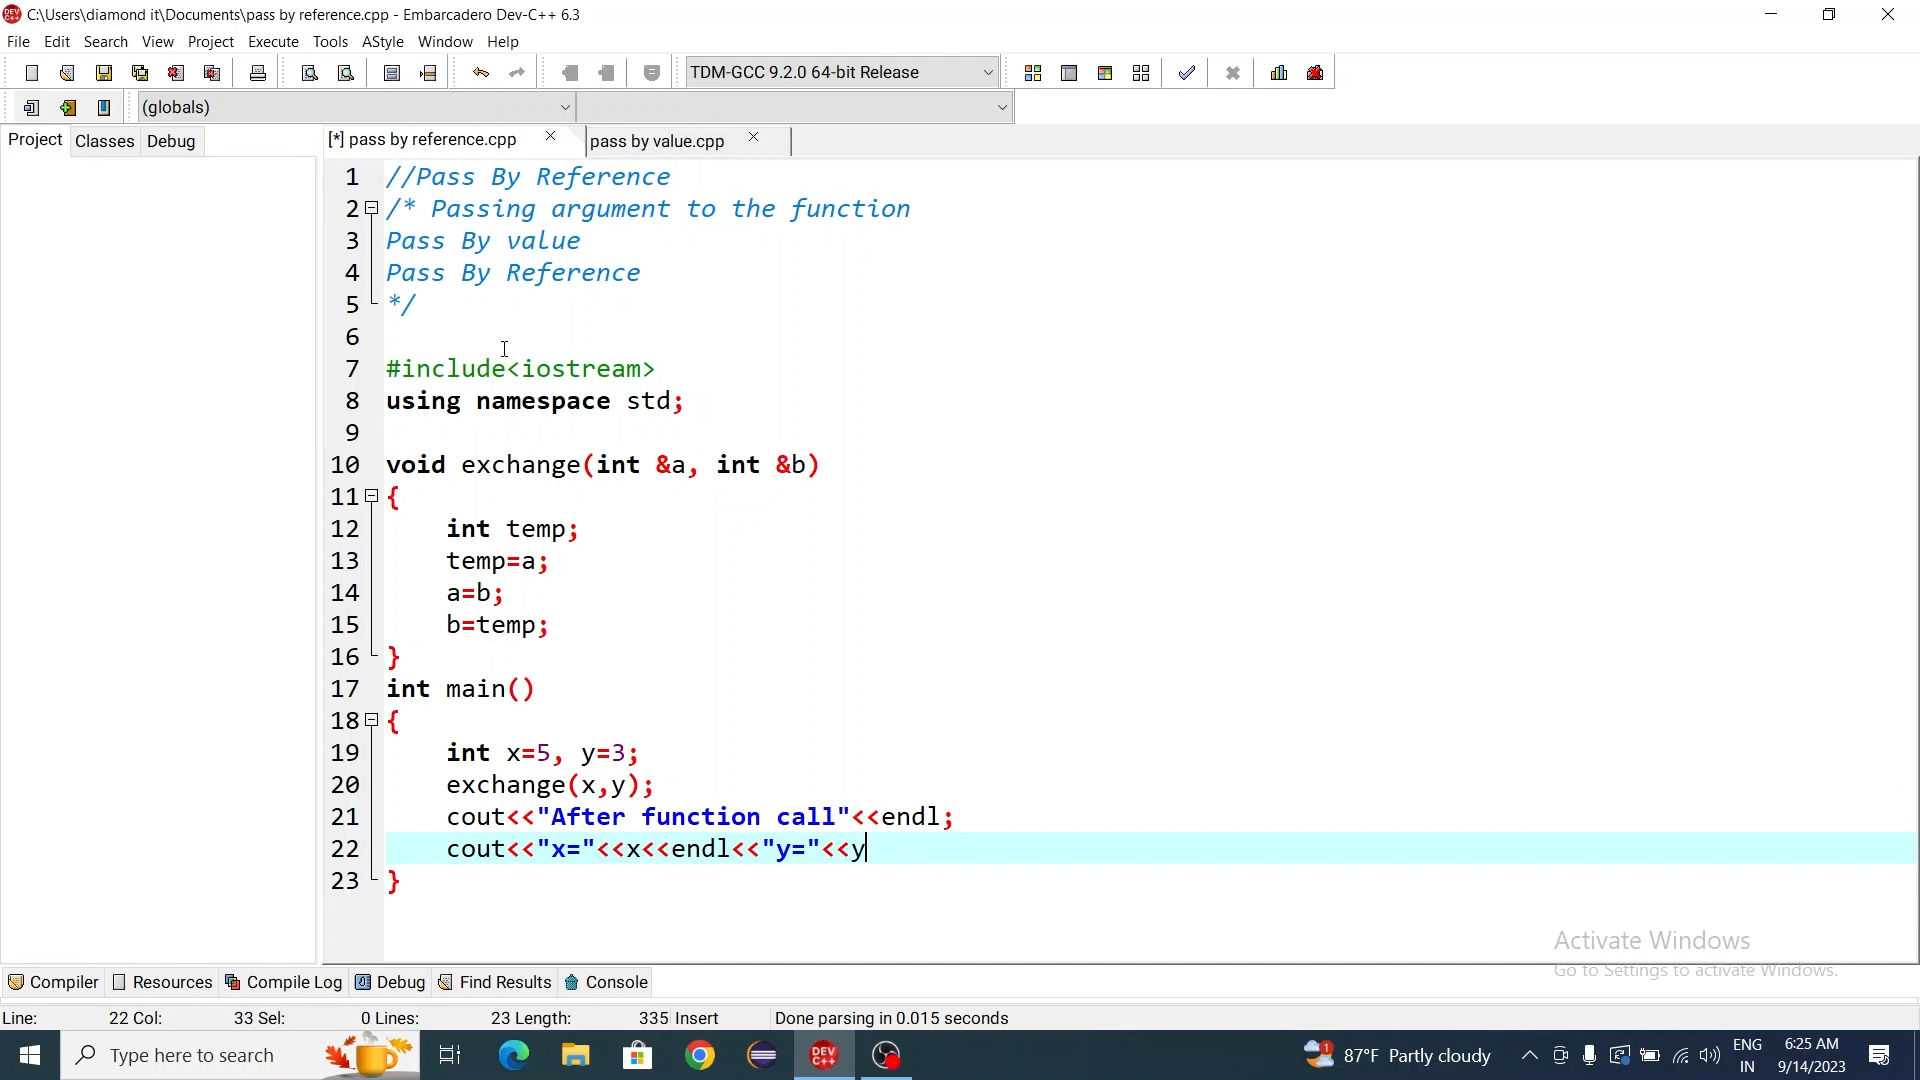 C:\Users\diamond it\Documents\pass by reference.cpp - Embarcadero Dev-C++ 6.3
File Edit Search View Project Execute Tools AStyle Window Help
TDM-GCC 9.2.0 64-bit Release
(globals)
Project Classes Debug
[*] pass by reference.cpp pass by value.cpp
1 //Pass By Reference
2 /* Passing argument to the function
3 Pass By value
4 Pass By Reference
5 */
6
7 #include<iostream>
8 using namespace std;
9
10 void exchange(int &a, int &b)
11 {
12 int temp;
13 temp=a;
14 a=b;
15 b=temp;
16 }
17 int main()
18 {
19 int x=5, y=3;
20 exchange(x,y);
21 cout<<"After function call"<<endl;
22 cout<<"x="<<x<<endl<<"y="<<y
23 }
Activate Windows
Go to Settings to activate Windows.
Compiler Resources Compile Log Debug Find Results Console
Line: 22 Col: 33 Sel: 0 Lines: 23 Length: 335 Insert Done parsing in 0.015 seconds
Type here to search
DEV C++
1
87°F Partly cloudy
ENG
IN
6:25 AM
9/14/2023